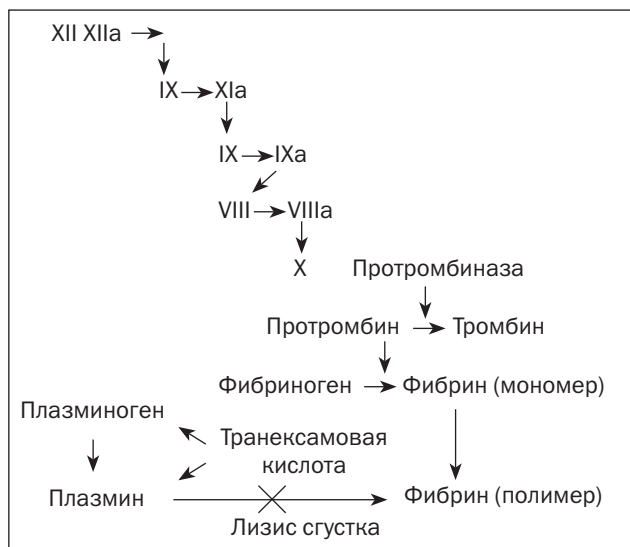 XII XIIa
IX XIa
IX IXa
VIII VIIIa
X Протромбиназа
Протромбин Тромбин
Фибриноген Фибрин (мономер)
Плазминоген
Транексамовая
кислота
Плазмин Фибрин (полимер)
Лизис сгустка